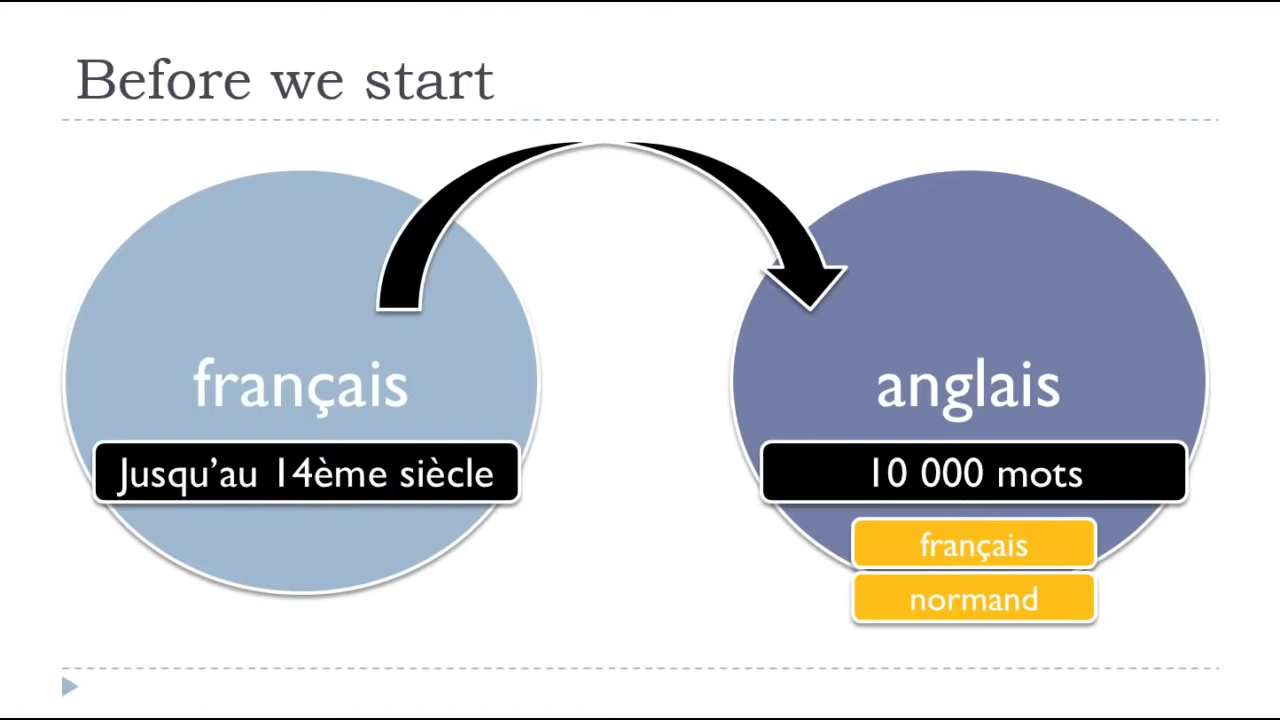 Before we start
français
anglais
Jusqu’au 14ème siècle
10 000 mots
français
normand